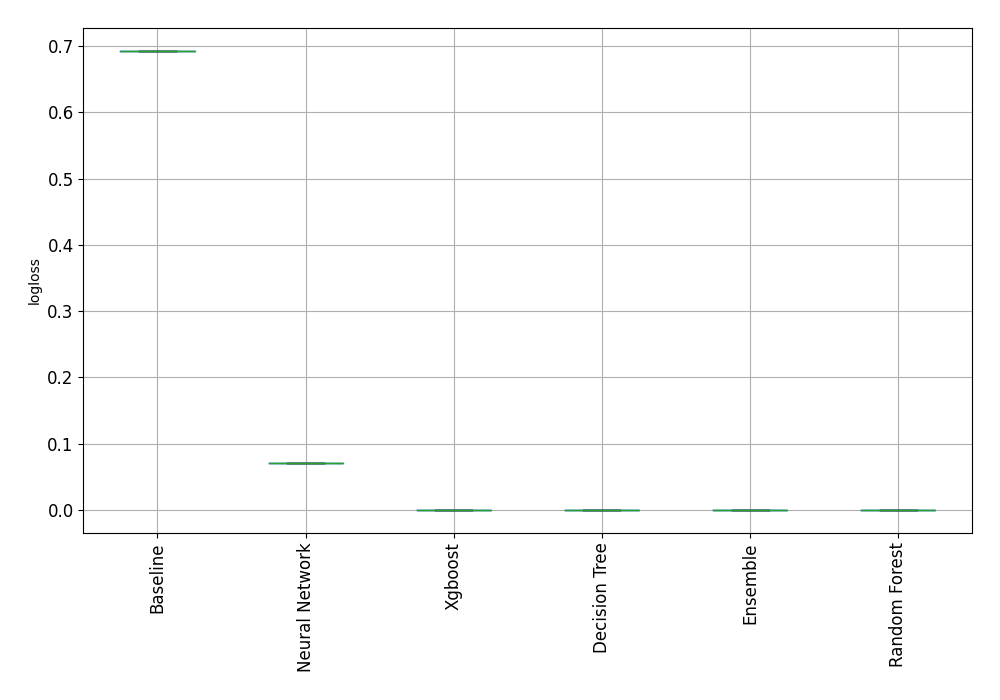 0.7
0.6
0.5
0.4
0.3
0.2
0.1
0.0
logloss
Baseline
Neural Network
Xgboost
Decision Tree
Ensemble
Random Forest